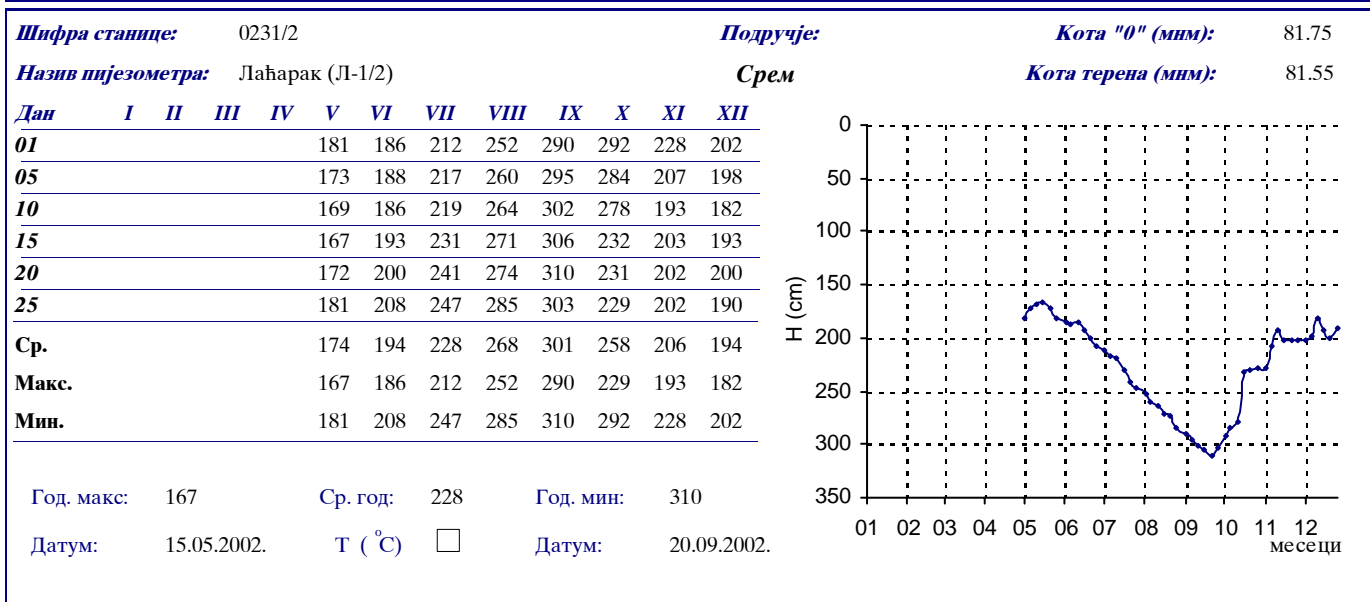 Шифра станице: 0231/2 Подручје: Кота "0" (мнм): 81.75
Назив пијезометра: Лаћарак (Л-1/2) Срем Кота терена (мнм): 81.55
Дан I II III IV V VI VII VIII IX X XI XII
01 181 186 212 252 290 292 228 202
05 173 188 217 260 295 284 207 198
10 169 186 219 264 302 278 193 182
15 167 193 231 271 306 232 203 193
20 172 200 241 274 310 231 202 200
25 181 208 247 285 303 229 202 190
Ср. 174 194 228 268 301 258 206 194
Макс. 167 186 212 252 290 229 193 182
Мин. 181 208 247 285 310 292 228 202
Год. макс: 167 Ср. год: 228 Год. мин: 310
Датум: 15.05.2002. Т ( °C) Датум: 20.09.2002.
0
50
100
150
200
250
300
350
H (cm)
01 02 03 04 05 06 07 08 09 10 11 12
месеци